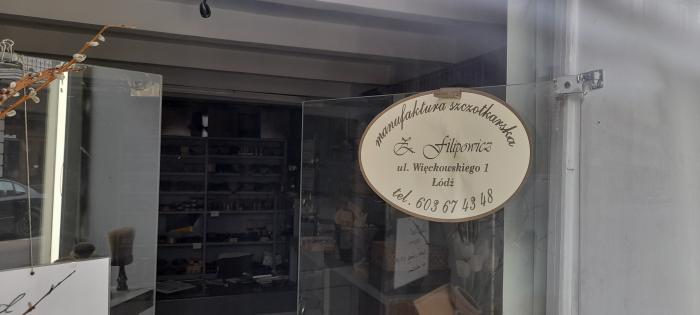 manufaktura szczotkarska
Z. Filipowicz
ul. Więckowskiego 1
Łódź
tel. 603 67 43 48